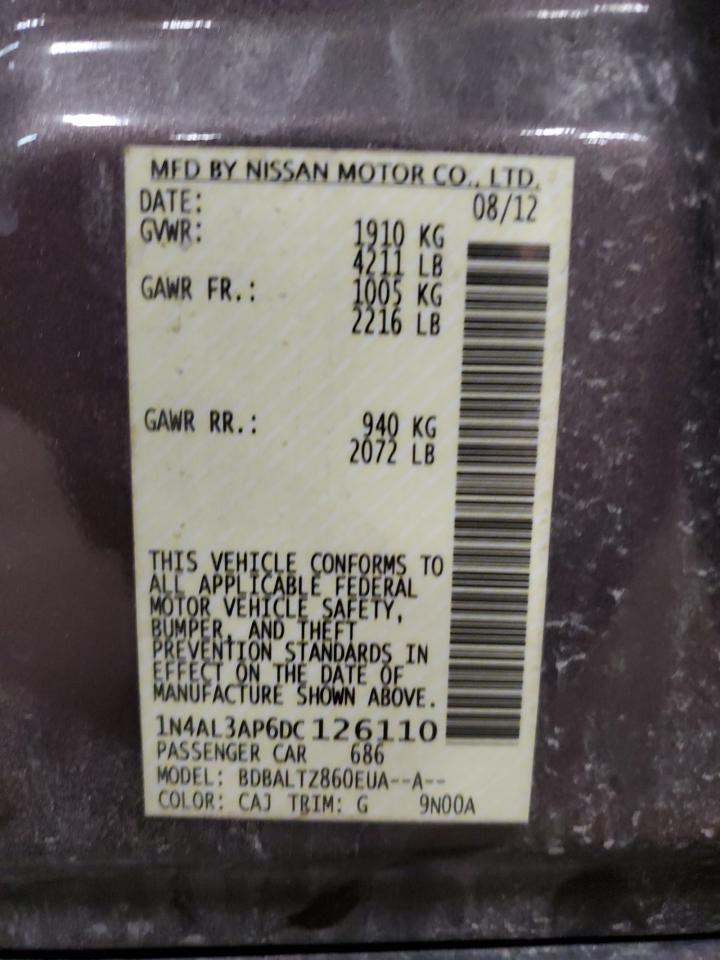 MFD BY NISSAN MOTOR CO., LTD.
DATE: 08/12
GVWR: 1910 KG
4211 LB
GAWR FR.: 1005 KG
2216 LB
GAWR RR.: 940 KG
2072 LB
THIS VEHICLE CONFORMS TO
ALL APPLICABLE FEDERAL
MOTOR VEHICLE SAFETY,
BUMPER, AND THEFT
PREVENTION STANDARDS IN
EFFECT ON THE DATE OF
MANUFACTURE SHOWN ABOVE.
1N4AL3AP6DC126110
PASSENGER CAR 686
MODEL: BDBALTZ860EUA--A--
COLOR: CAJ TRIM: G 9N00A